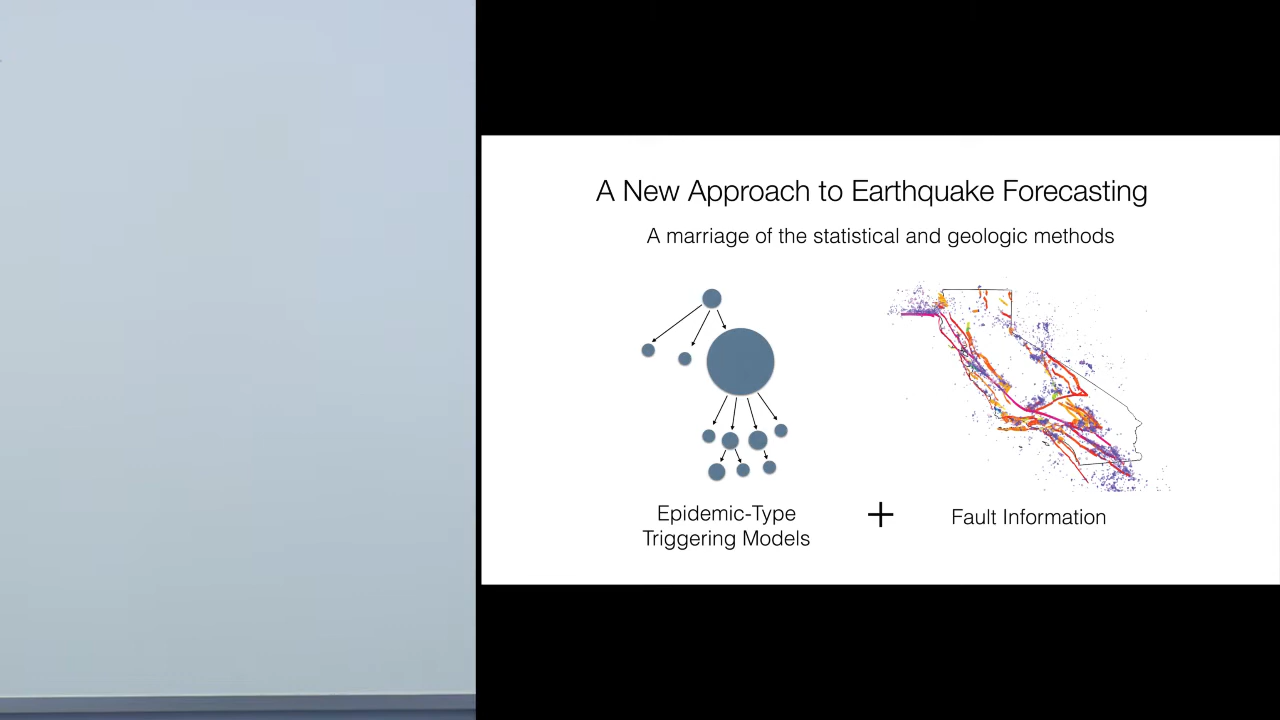 A New Approach to Earthquake Forecasting
A marriage of the statistical and geologic methods
Epidemic-Type
Triggering Models
+
Fault Information